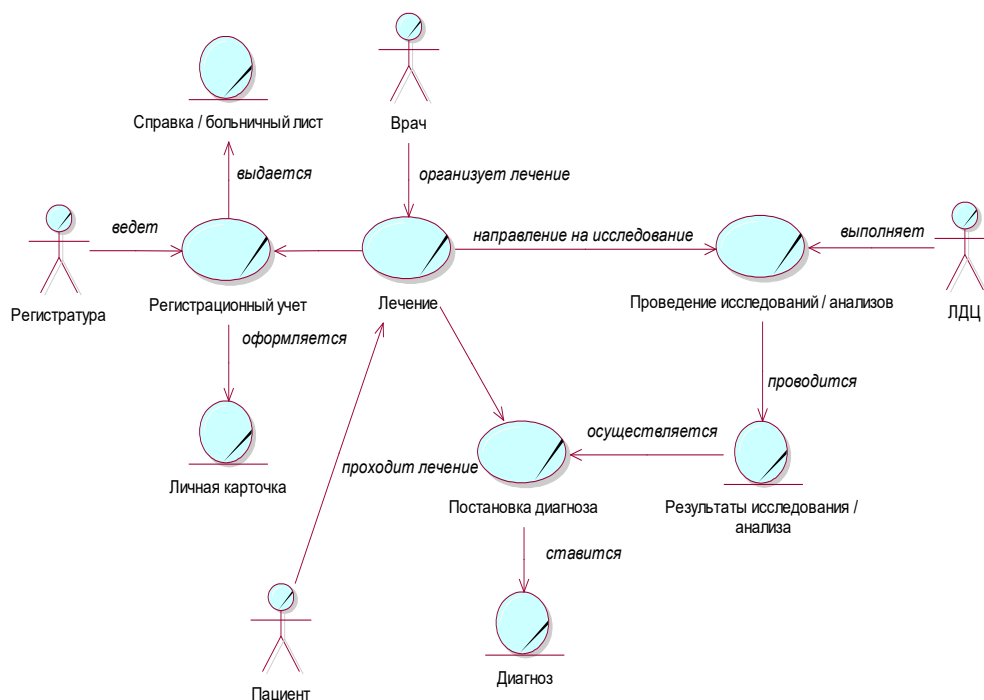 Справка / больничный лист
Врач
выдается
организует лечение
ведет
направление на исследование
выполняет
Регистратура
Регистрационный учет
Лечение
Проведение исследований / анализов
ЛДЦ
оформляется
проводится
осуществляется
проходит лечение
Личная карточка
Постановка диагноза
Результаты исследования /
анализа
ставится
Диагноз
Пациент